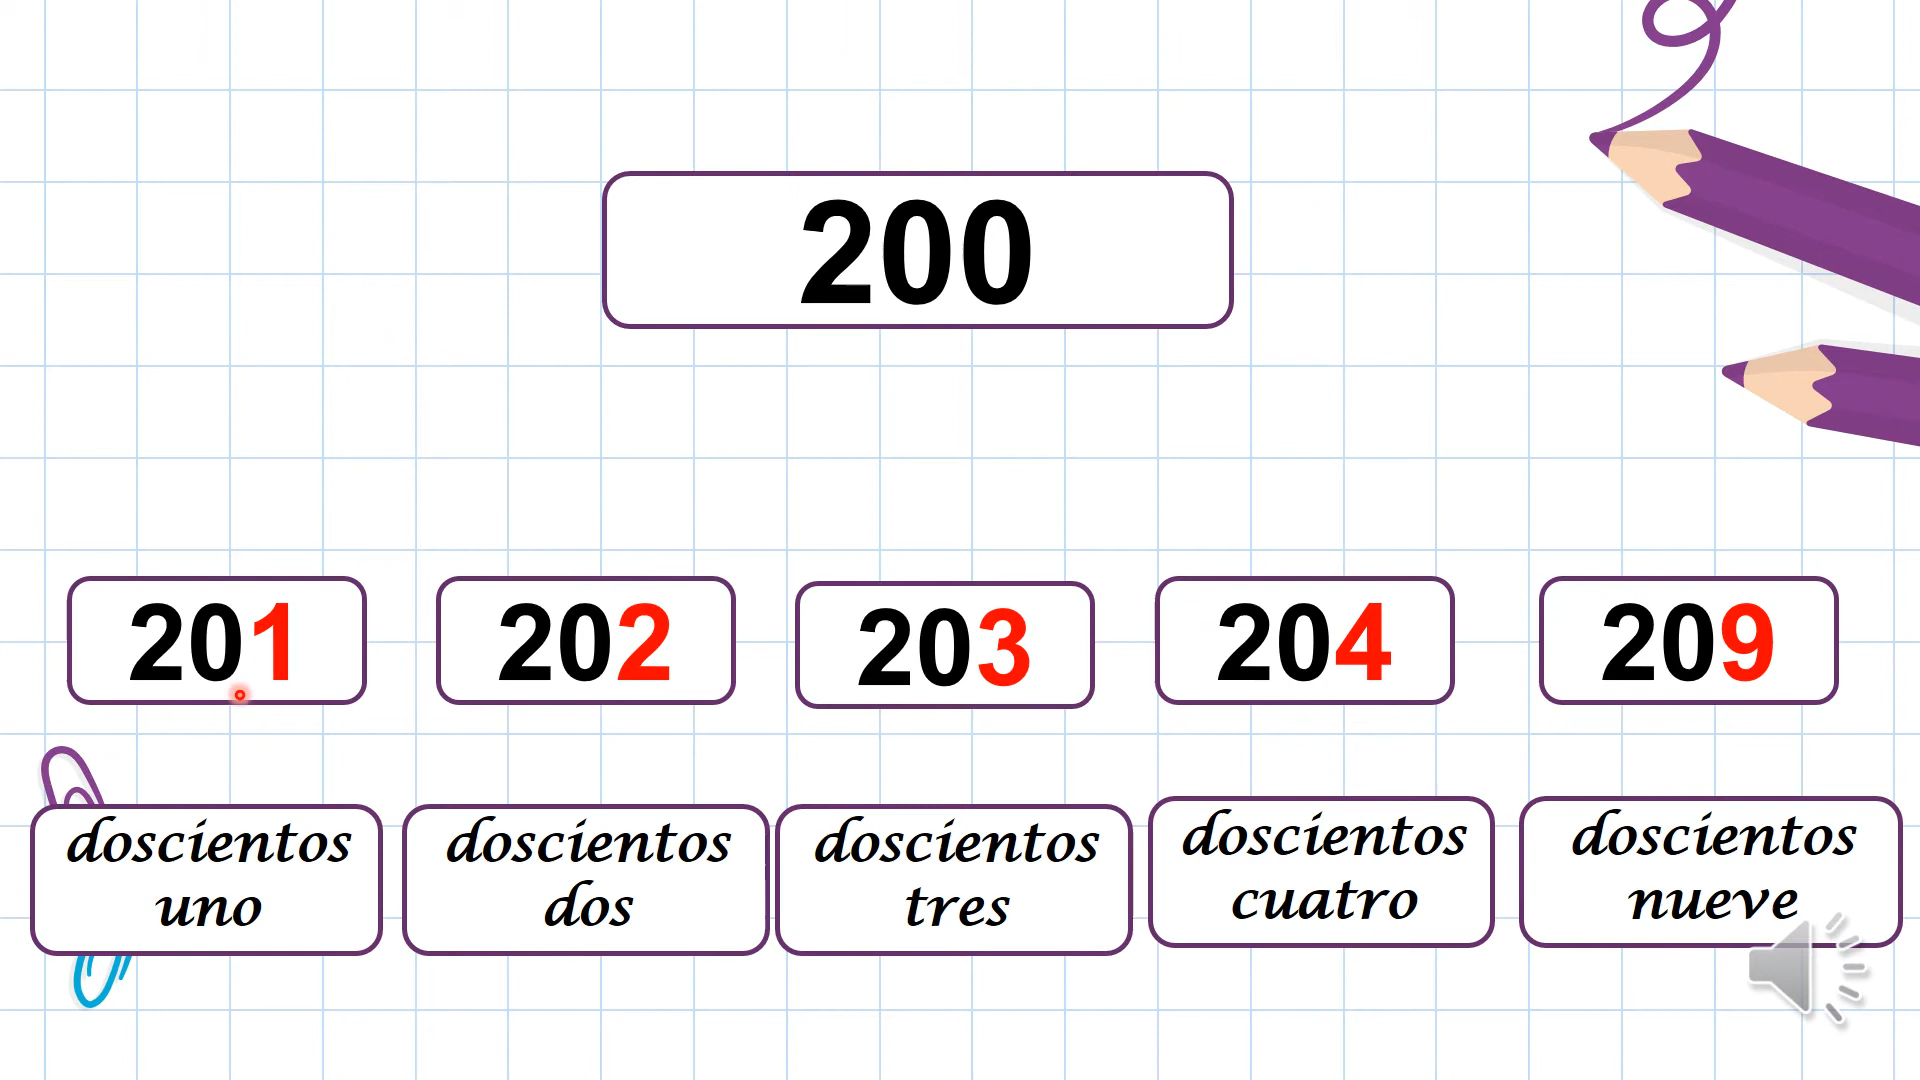 200
201 202 203 204 209
doscientos doscientos doscientos doscientos doscientos
uno dos tres cuatro nueve